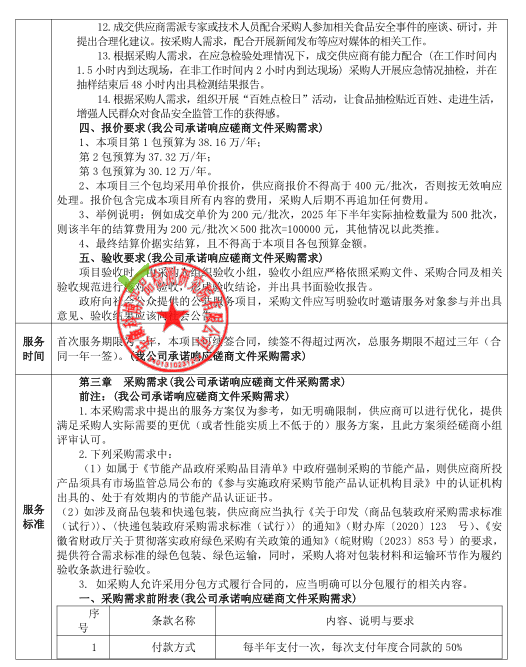 12.成交供应商需派专家或技术人员配合采购人参加相关食品安全事件的座谈、研讨，并
提出合理化建议。按采购人需求，配合开展新闻发布等应对媒体的相关工作。
13.根据采购人需求，在应急检验处理情况下，成交供应商有能力配合（在工作时间内
1.5小时内到达现场，在非工作时间内2小时内到达现场）采购人开展应急情况抽检，并在
抽样结束后48小时内出具检测结果报告。
14.根据采购人需求，组织开展“百姓点检日”活动，让食品抽检贴近百姓、走进生活，
增强人民群众对食品安全监管工作的获得感。
四、报价要求(我公司承诺响应磋商文件采购需求)
1、本项目第1包预算为38.16万/年；
第2包预算为37.32万/年；
第3包预算为30.12万/年。
2、本项目三个包均采用单价报价，供应商报价不得高于400元/批次，否则按无效响应
处理。报价包含完成本项目所有内容的费用，采购人后期不再追加任何费用。
3、举例说明：例如成交单价为200元/批次，2025年下半年实际抽检数量为500批次，
则该半年的结算费用为200元/批次×500批次=100000元，其他情况以此类推。
4、最终结算价据实结算，且不得高于本项目各包预算金额。
五、验收要求(我公司承诺响应磋商文件采购需求)
项目验收时，由采购人组织验收小组，验收小组应严格依照采购文件、采购合同及相关
验收规范进行核对、验收，形成验收结论，并出具书面验收报告。
政府向社会公众提供的公共服务项目，采购文件应写明验收时邀请服务对象参与并出具
意见、验收结果应该向社会公告。
服务
时间
首次服务期限为一年，本项目可续签合同，续签不得超过两次，总服务期限不超过三年（合
同一年一签）。(我公司承诺响应磋商文件采购需求)
服务
标准
第三章 采购需求(我公司承诺响应磋商文件采购需求)
前注：(我公司承诺响应磋商文件采购需求)
1.本采购需求中提出的服务方案仅为参考，如无明确限制，供应商可以进行优化，提供
满足采购人实际需要的更优（或者性能实质上不低于的）服务方案，且此方案须经磋商小组
评审认可。
2.下列采购需求中：
（1）如属于《节能产品政府采购品目清单》中政府强制采购的节能产品，则供应商所投
产品须具有市场监管总局公布的《参与实施政府采购节能产品认证机构目录》中的认证机构
出具的、处于有效期内的节能产品认证证书。
（2）如涉及商品包装和快递包装，供应商应当执行《关于印发〈商品包装政府采购需求标准
（试行）〉、〈快递包装政府采购需求标准（试行）〉的通知》（财办库〔2020〕123 号）、《安
徽省财政厅关于贯彻落实政府绿色采购有关政策的通知》（皖财购〔2023〕853号）的要求，
提供符合需求标准的绿色包装、绿色运输，同时，采购人将对包装材料和运输环节作为履约
验收条款进行验收。
3. 如采购人允许采用分包方式履行合同的，应当明确可以分包履行的相关内容。
一、采购需求前附表(我公司承诺响应磋商文件采购需求)
序号 条款名称 内容、说明与要求
1 付款方式 每半年支付一次，每次支付年度合同款的50%